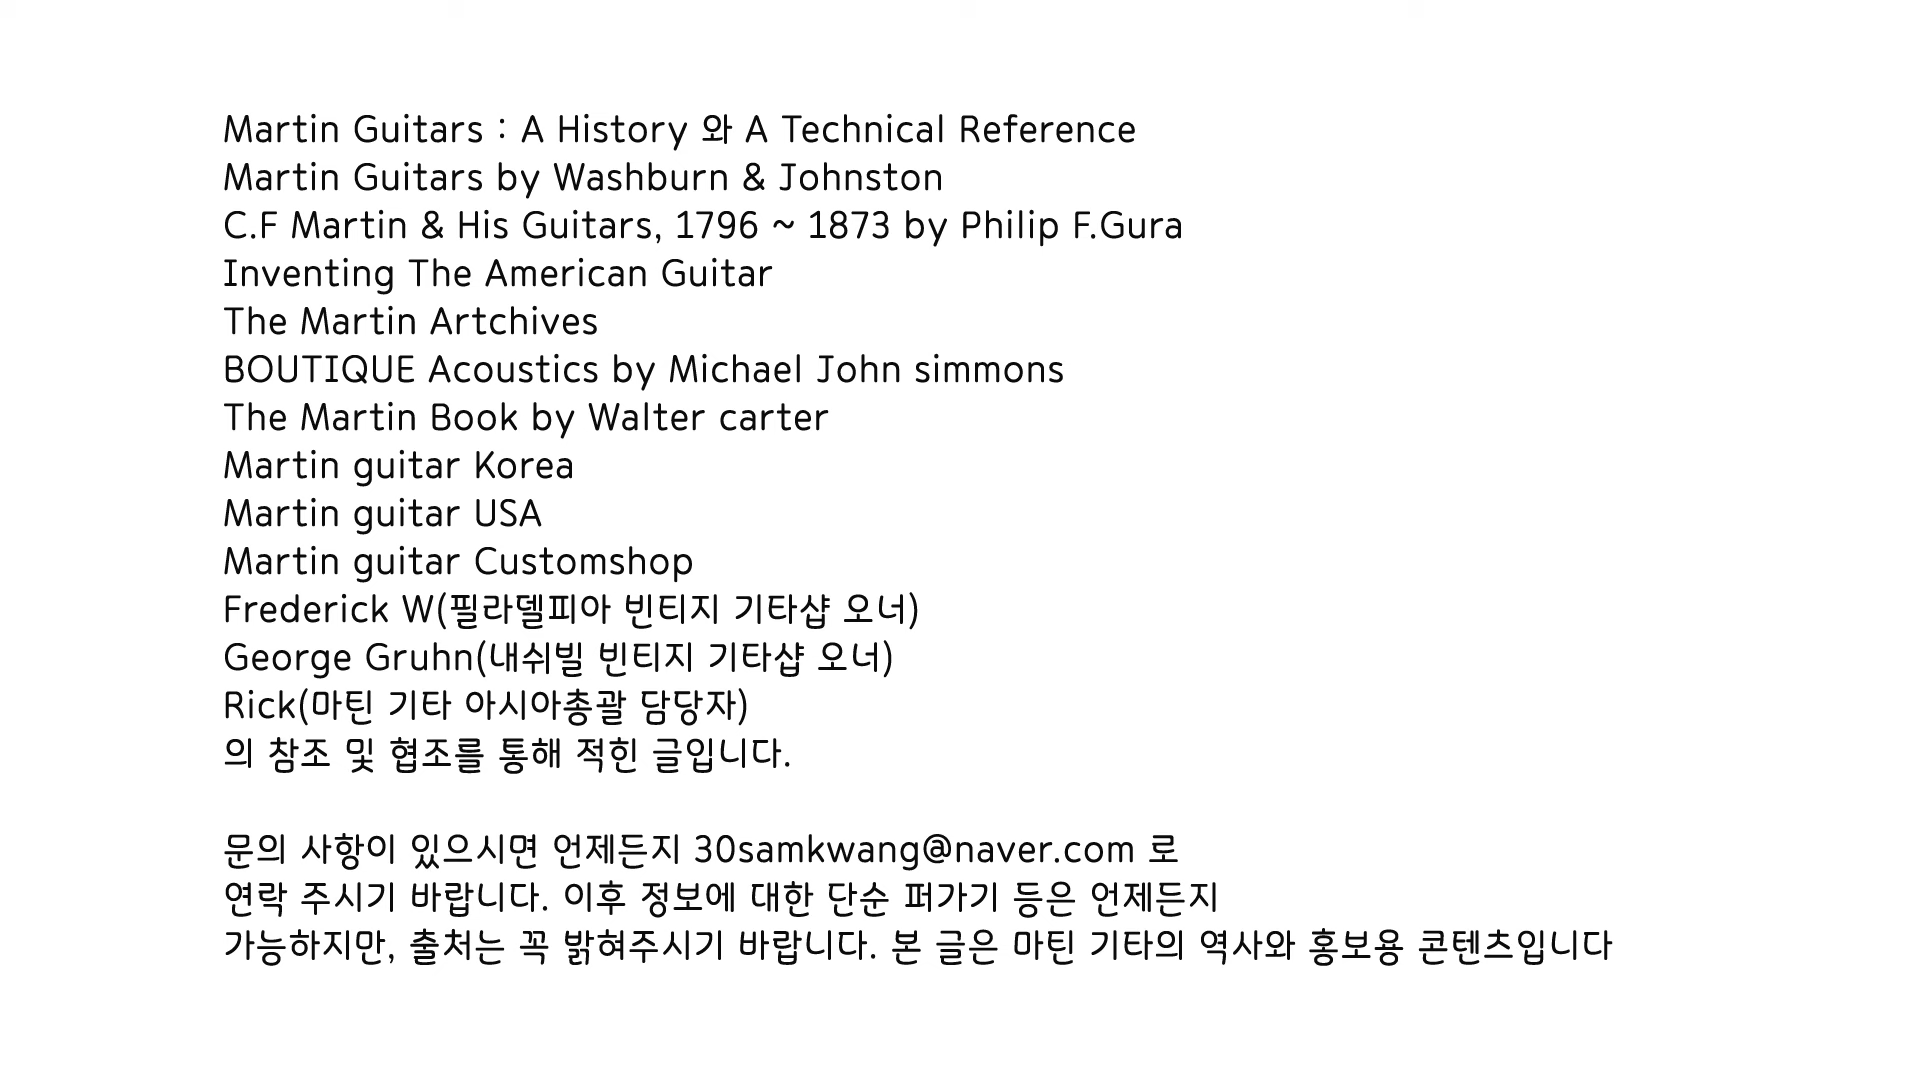 Martin Guitars : A History 와 A Technical Reference
Martin Guitars by Washburn & Johnston
C.F Martin & His Guitars, 1796 ~ 1873 by Philip F.Gura
Inventing The American Guitar
The Martin Artchives
BOUTIQUE Acoustics by Michael John simmons
The Martin Book by Walter carter
Martin guitar Korea
Martin guitar USA
Martin guitar Customshop
Frederick W(필라델피아 빈티지 기타샵 오너)
George Gruhn(내쉬빌 빈티지 기타샵 오너)
Rick(마틴 기타 아시아총괄 담당자)
의 참조 및 협조를 통해 적힌 글입니다.

문의 사항이 있으시면 언제든지 30samkwang@naver.com 로
연락 주시기 바랍니다. 이후 정보에 대한 단순 퍼가기 등은 언제든지
가능하지만, 출처는 꼭 밝혀주시기 바랍니다. 본 글은 마틴 기타의 역사와 홍보용 콘텐츠입니다